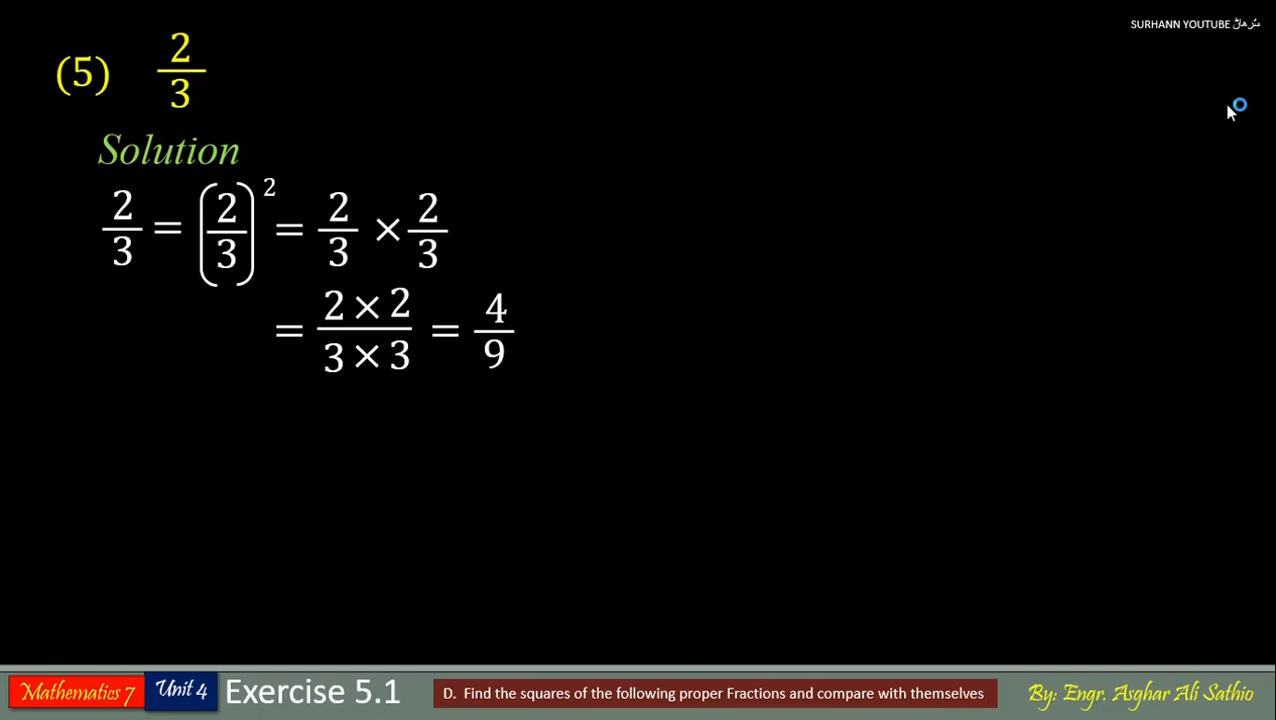 SURHANN YOUTUBE سُرهاڻ
(5) 2/3
Solution
2/3 = (2/3)² = 2/3 × 2/3
= 2 × 2 / 3 × 3 = 4/9
Mathematics 7 Unit 4 Exercise 5.1 D. Find the squares of the following proper Fractions and compare with themselves By: Engr. Asghar Ali Sathio